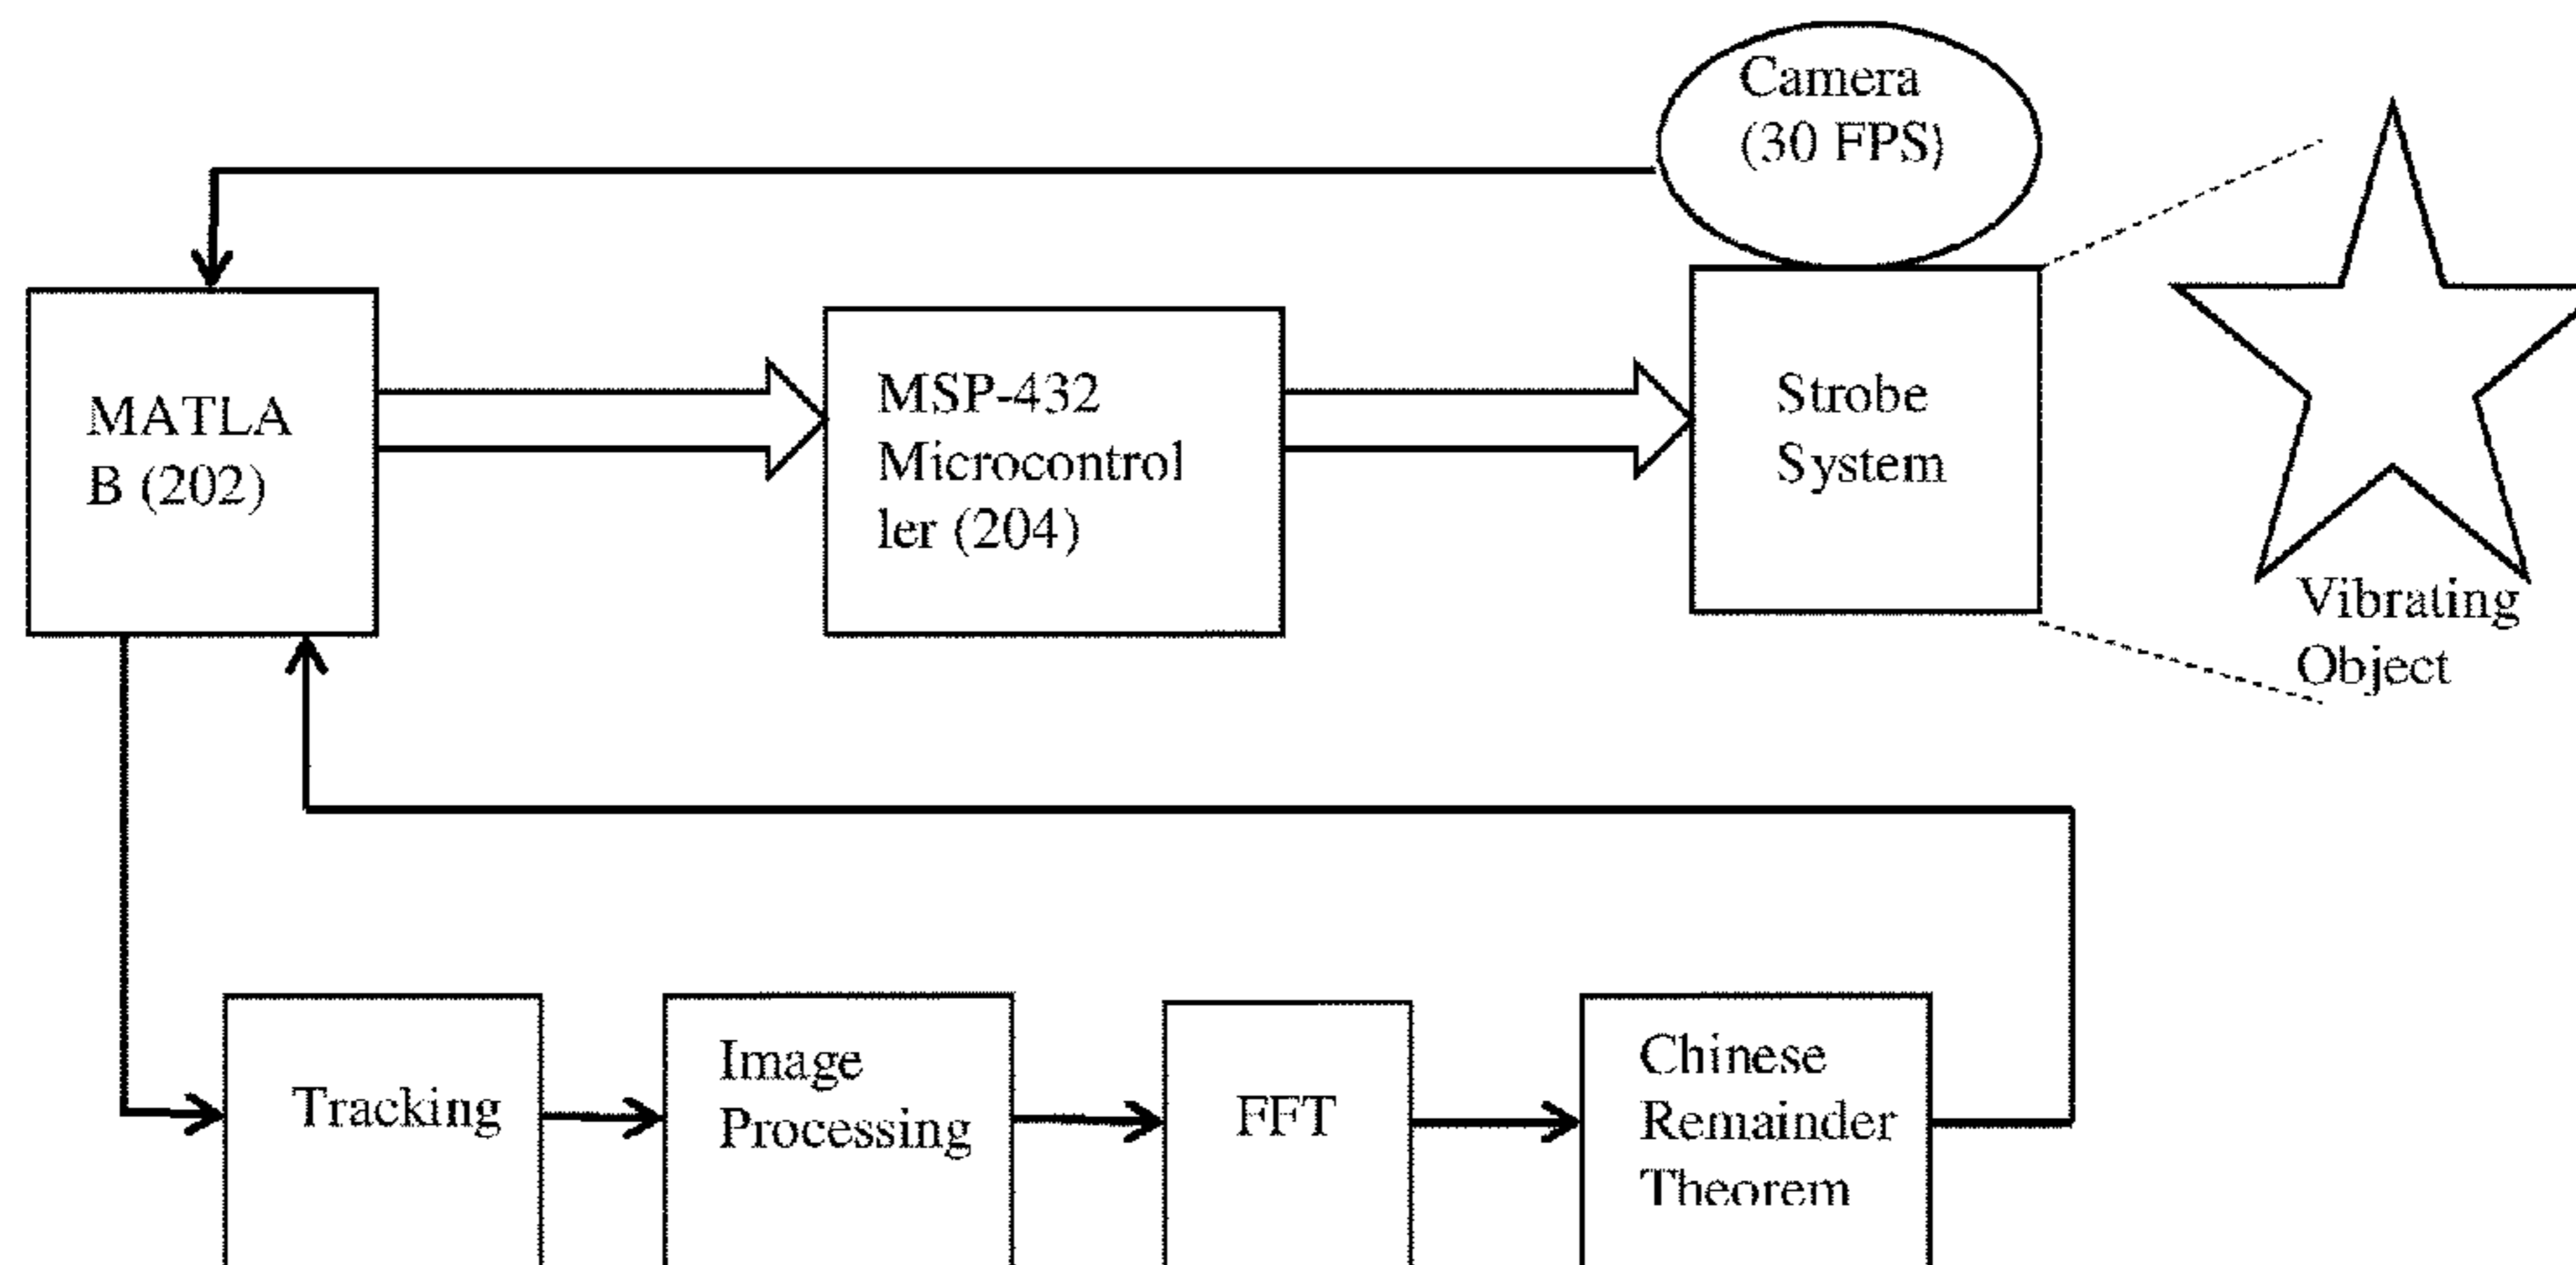 Camera
(30 FPS)
MATLA
B (202)
MSP-432
Microcontrol
ler (204)
Strobe
System
Vibrating
Object
Tracking
Image
Processing
FFT
Chinese
Remainder
Theorem